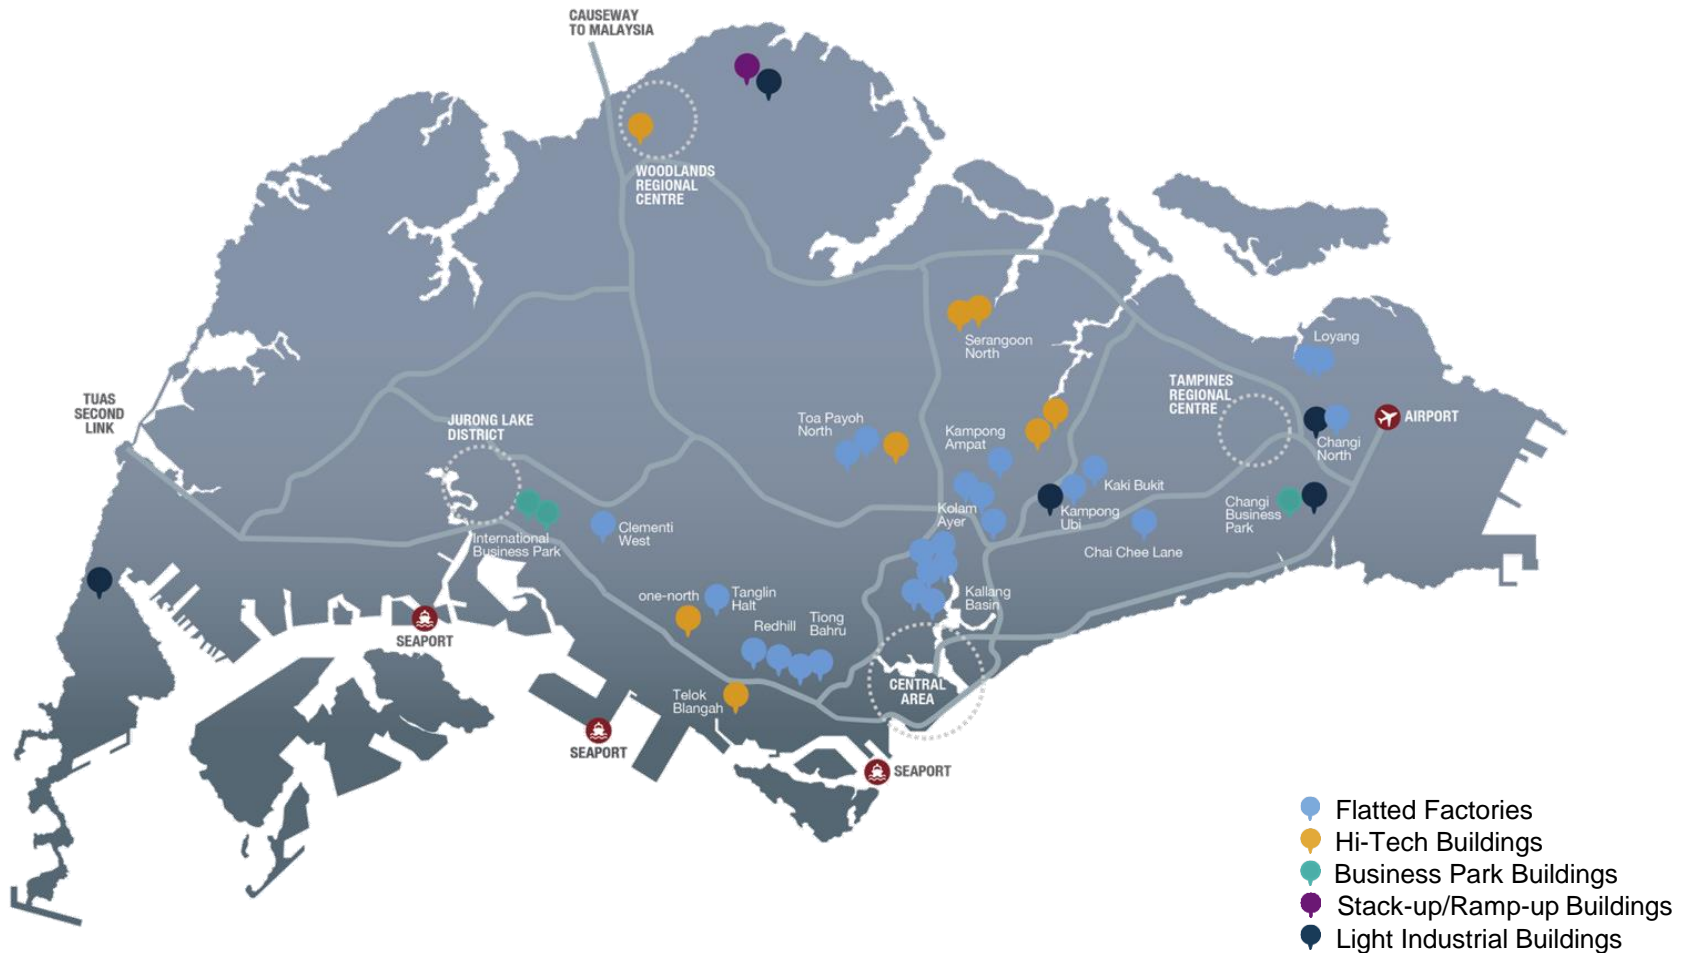 CAUSEWAY
TO MALAYSIA
WOODLANDS
REGIONAL
CENTRE
Serangoon
North
Loyang
TAMPINES
REGIONAL
CENTRE
TUAS
SECOND
LINK
JURONG LAKE
DISTRICT
Toa Payoh
North
Kampong
Ampat
AIRPORT
Changi
North
Kaki Bukit
Kolam
Ayer
Kampong
Ubi
Changi
Business
Park
Clementi
West
International
Business Park
Chai Chee Lane
one-north
Tanglin
Halt
Kallang
Basin
Redhill
Tiong
Bahru
SEAPORT
Telok
Blangah
CENTRAL
AREA
SEAPORT
SEAPORT
Flatted Factories
Hi-Tech Buildings
Business Park Buildings
Stack-up/Ramp-up Buildings
Light Industrial Buildings